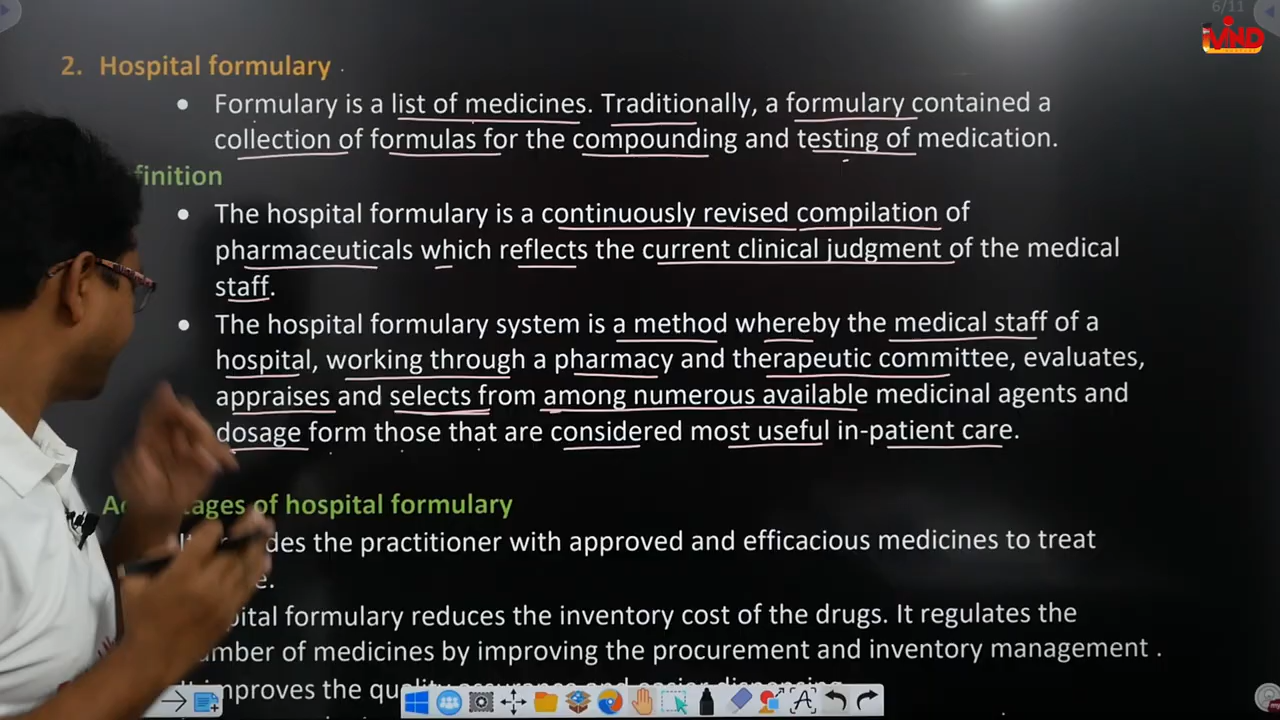 6/11
iVIND
2. Hospital formulary
• Formulary is a list of medicines. Traditionally, a formulary contained a
collection of formulas for the compounding and testing of medication.
finition
• The hospital formulary is a continuously revised compilation of
pharmaceuticals which reflects the current clinical judgment of the medical
staff.
• The hospital formulary system is a method whereby the medical staff of a
hospital, working through a pharmacy and therapeutic committee, evaluates,
appraises and selects from among numerous available medicinal agents and
dosage form those that are considered most useful in-patient care.
of hospital formulary
the practitioner with approved and efficacious medicines to treat
formulary reduces the inventory cost of the drugs. It regulates the
of medicines by improving the procurement and inventory management .
improves the